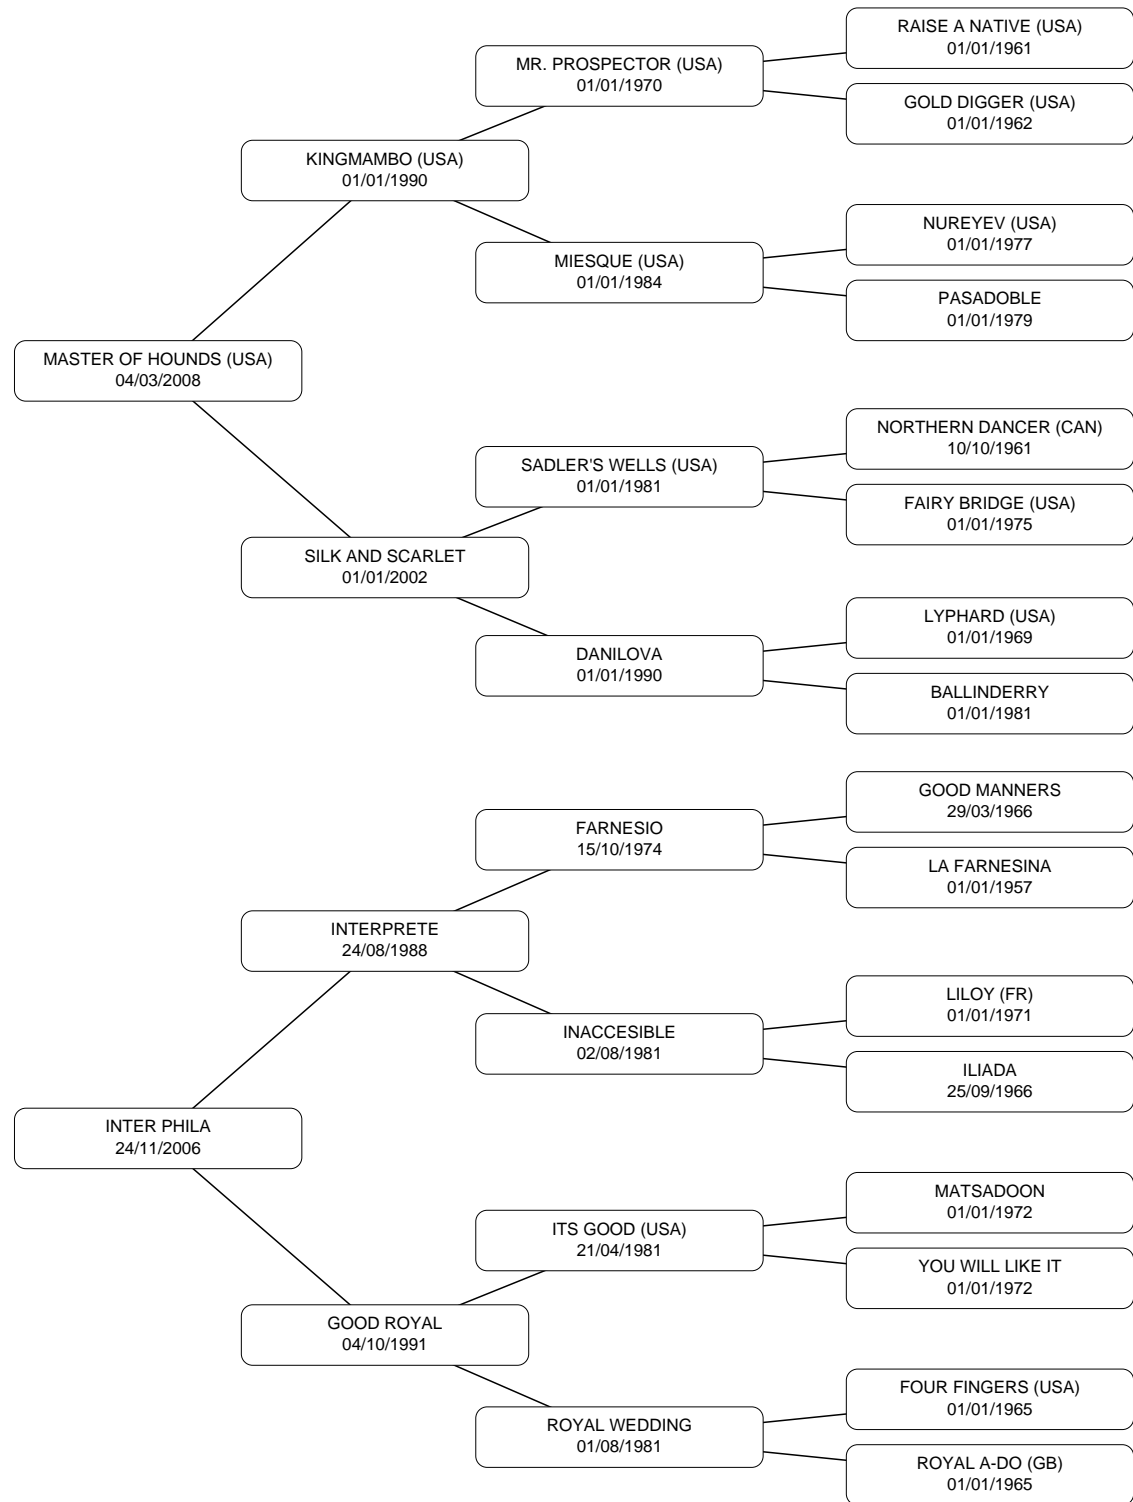 RAISE A NATIVE (USA)
01/01/1961
MR. PROSPECTOR (USA)
01/01/1970
GOLD DIGGER (USA)
01/01/1962
KINGMAMBO (USA)
01/01/1990
NUREYEV (USA)
01/01/1977
MIESQUE (USA)
01/01/1984
PASADOBLE
01/01/1979
MASTER OF HOUNDS (USA)
04/03/2008
NORTHERN DANCER (CAN)
10/10/1961
SADLER'S WELLS (USA)
01/01/1981
FAIRY BRIDGE (USA)
01/01/1975
SILK AND SCARLET
01/01/2002
LYPHARD (USA)
01/01/1969
DANILOVA
01/01/1990
BALLINDERRY
01/01/1981
GOOD MANNERS
29/03/1966
FARNESIO
15/10/1974
LA FARNESINA
01/01/1957
INTERPRETE
24/08/1988
LILOY (FR)
01/01/1971
INACCESIBLE
02/08/1981
ILIADA
25/09/1966
INTER PHILA
24/11/2006
MATSADOON
01/01/1972
ITS GOOD (USA)
21/04/1981
YOU WILL LIKE IT
01/01/1972
GOOD ROYAL
04/10/1991
FOUR FINGERS (USA)
01/01/1965
ROYAL WEDDING
01/08/1981
ROYAL A-DO (GB)
01/01/1965